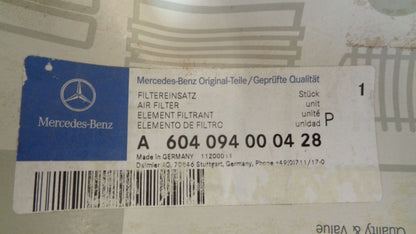 Mercedes-Benz Original-Teile/Geprüfte Qualität
FILTEREINSATZ Stück 1
AIR FILTER unit
ELEMENT FILTRANT unité
ELEMENTO DE FILTRO unidad P
Mercedes-Benz
A 604 094 00 04 28
Made in GERMANY
Daimler AG, 70546 Stuttgart, Germany, Phone +49(0)711/17-0
Quality & Value